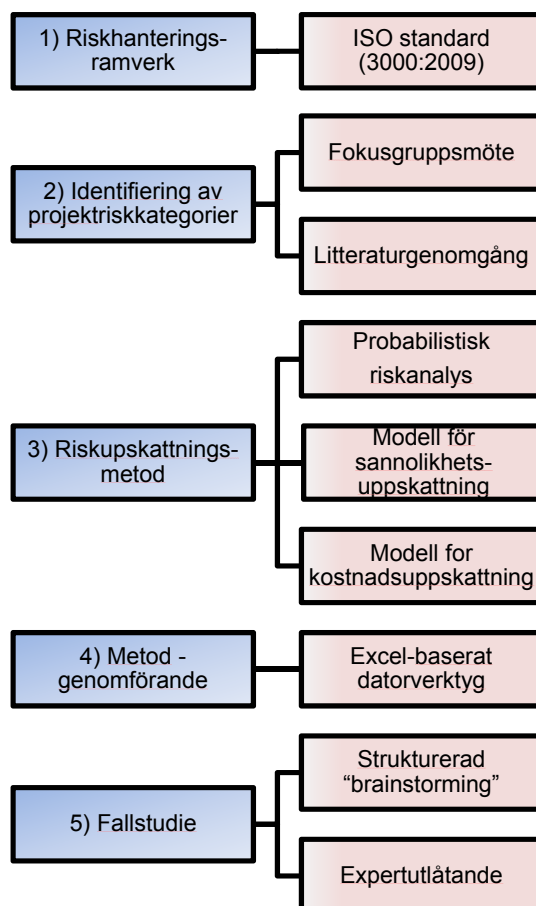 1) Riskhanterings-
ramverk
ISO standard
(3000:2009)
2) Identifiering av
projektriskkategorier
Fokusgruppsmöte
Litteraturgenomgång
3) Riskupskattnings-
metod
Probabilistisk
riskanalys
Modell för
sannolikhets-
uppskattning
Modell for
kostnadsuppskattning
4) Metod -
genomförande
Excel-baserat
datorverktyg
5) Fallstudie
Strukturerad
“brainstorming”
Expertutlåtande